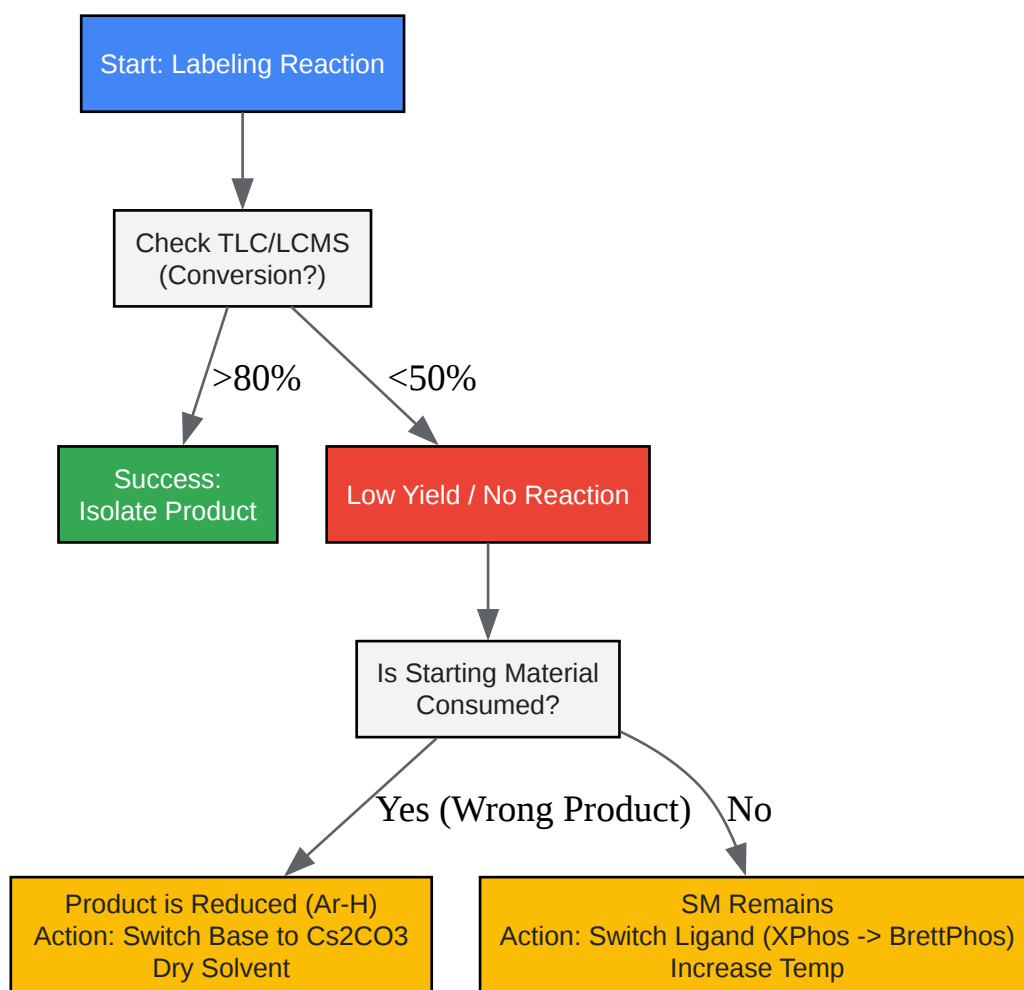 Start: Labeling Reaction
Check TLC/LCMS
(Conversion?)
>80%
<50%
Success:
Isolate Product
Low Yield / No Reaction
Is Starting Material
Consumed?
Yes (Wrong Product)
No
Product is Reduced (Ar-H)
Action: Switch Base to Cs2CO3
Dry Solvent
SM Remains
Action: Switch Ligand (XPhos -> BrettPhos)
Increase Temp